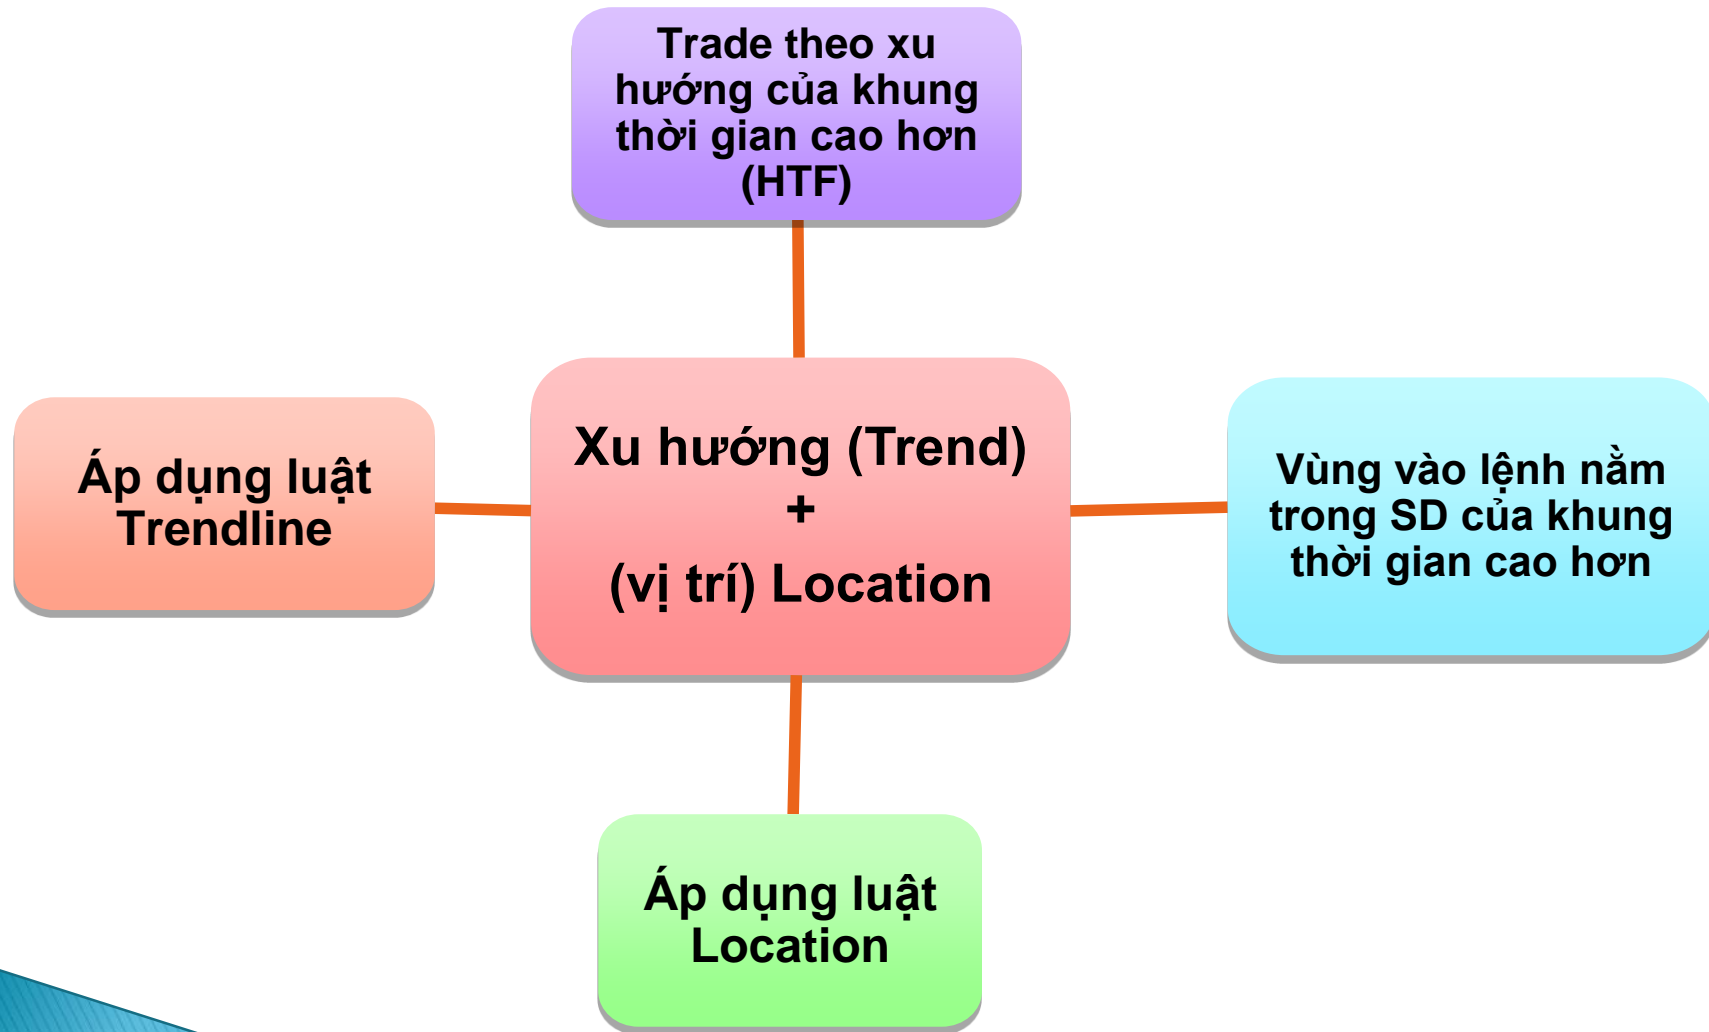 Trade theo xu
hướng của khung
thời gian cao hơn
(HTF)
Áp dụng luật
Trendline
Xu hướng (Trend)
+
(vị trí) Location
Vùng vào lệnh nằm
trong SD của khung
thời gian cao hơn
Áp dụng luật
Location